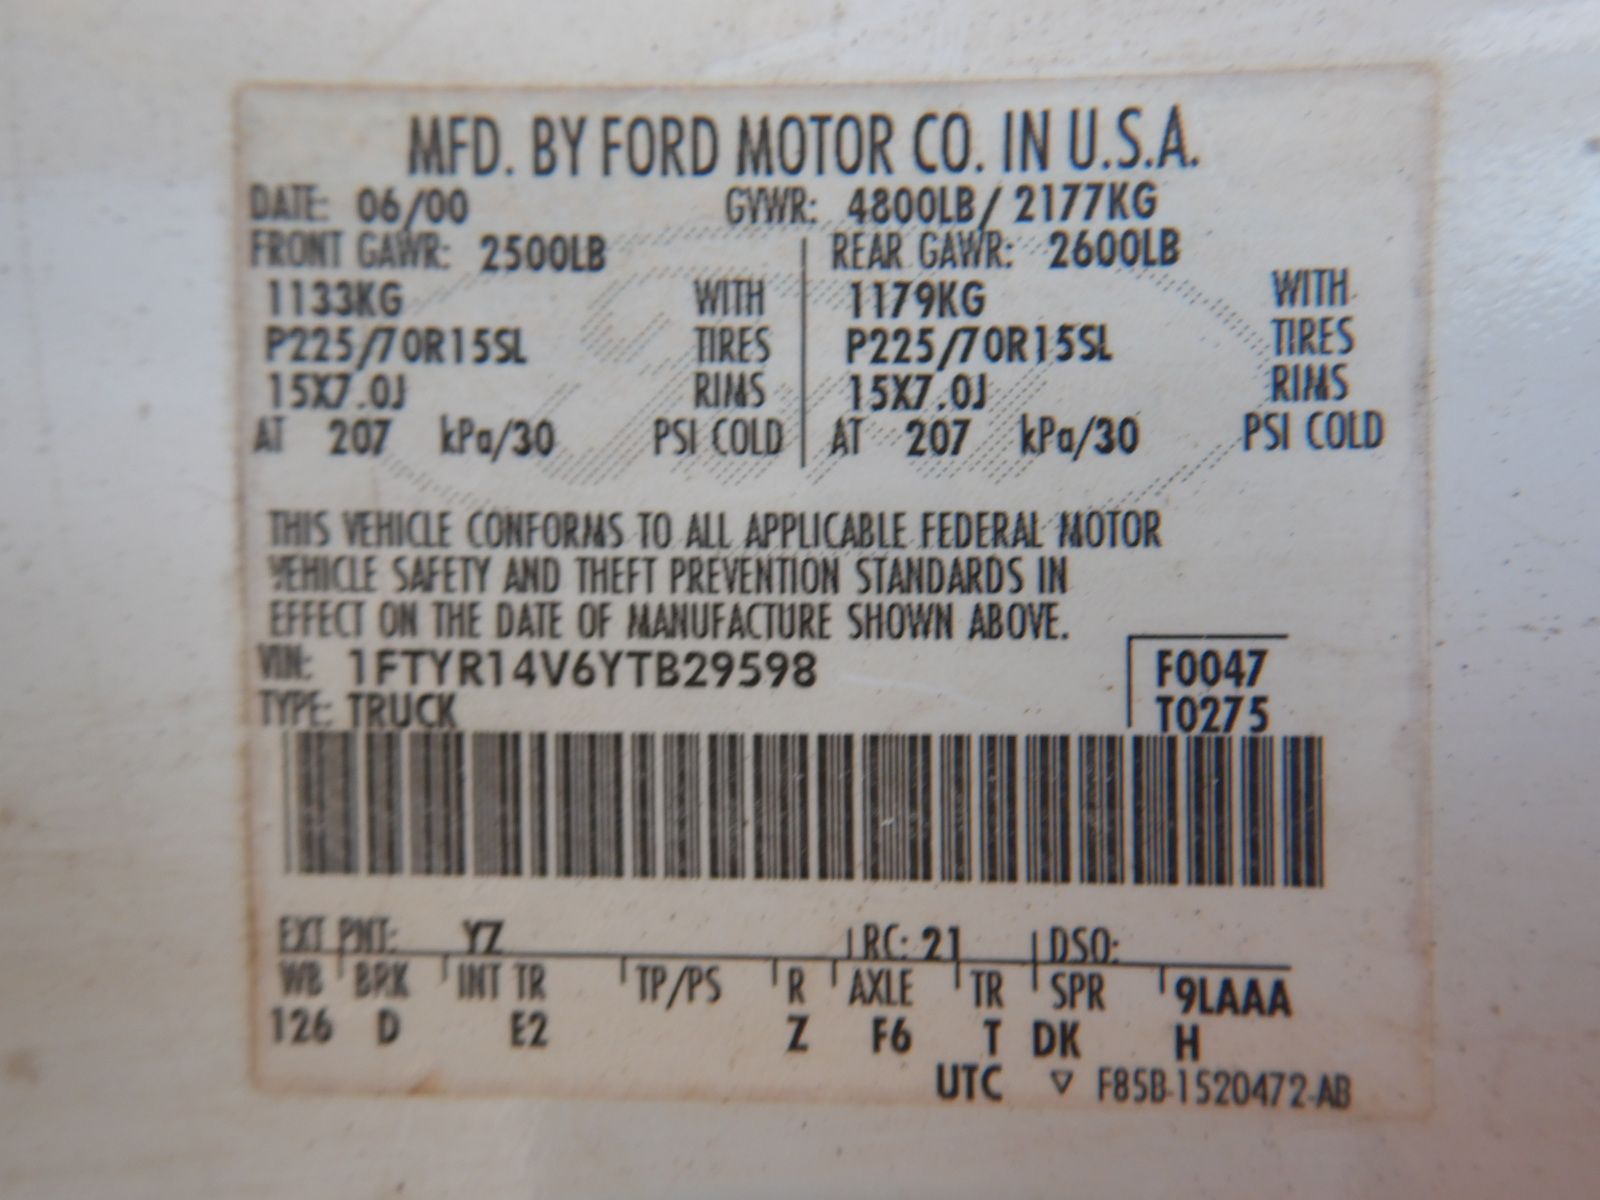 MFD. BY FORD MOTOR CO. IN U.S.A.
DATE: 06/00 GVWR: 4800LB/ 2177KG
FRONT GAWR: 2500LB REAR GAWR: 2600LB
1133KG WITH 1179KG WITH
P225/70R15SL TIRES P225/70R15SL TIRES
15X7.0J RIMS 15X7.0J RIMS
AT 207 kPa/30 PSI COLD AT 207 kPa/30 PSI COLD
THIS VEHICLE CONFORMS TO ALL APPLICABLE FEDERAL MOTOR
VEHICLE SAFETY AND THEFT PREVENTION STANDARDS IN
EFFECT ON THE DATE OF MANUFACTURE SHOWN ABOVE.
VIN: 1FTYR14V6YTB29598 F0047
TYPE: TRUCK T0275
EXT PNT: YZ RC: 21 DSO:
WB BRK INT TR TP/PS R AXLE TR SPR 9LAAA
126 D E2 Z F6 T DK H
UTC ▽ F85B-1520472-AB